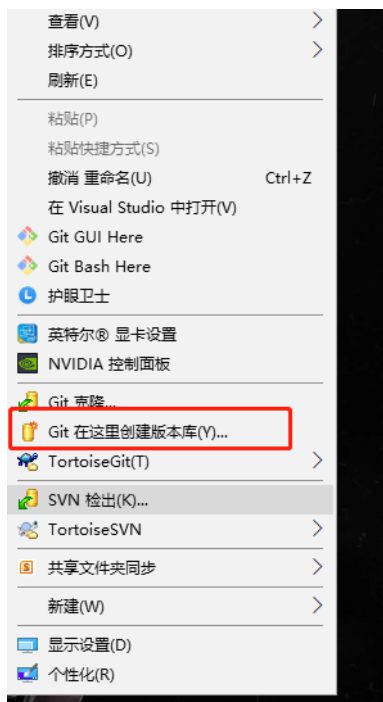 查看(V)
排序方式(O)
刷新(E)
粘贴(P)
粘贴快捷方式(S)
撤消 重命名(U) Ctrl+Z
在 Visual Studio 中打开(V)
Git GUI Here
Git Bash Here
护眼卫士
英特尔® 显卡设置
NVIDIA 控制面板
Git 克隆...
Git 在这里创建版本库(Y)...
TortoiseGit(T)
SVN 检出(K)...
TortoiseSVN
共享文件夹同步
新建(W)
显示设置(D)
个性化(R)